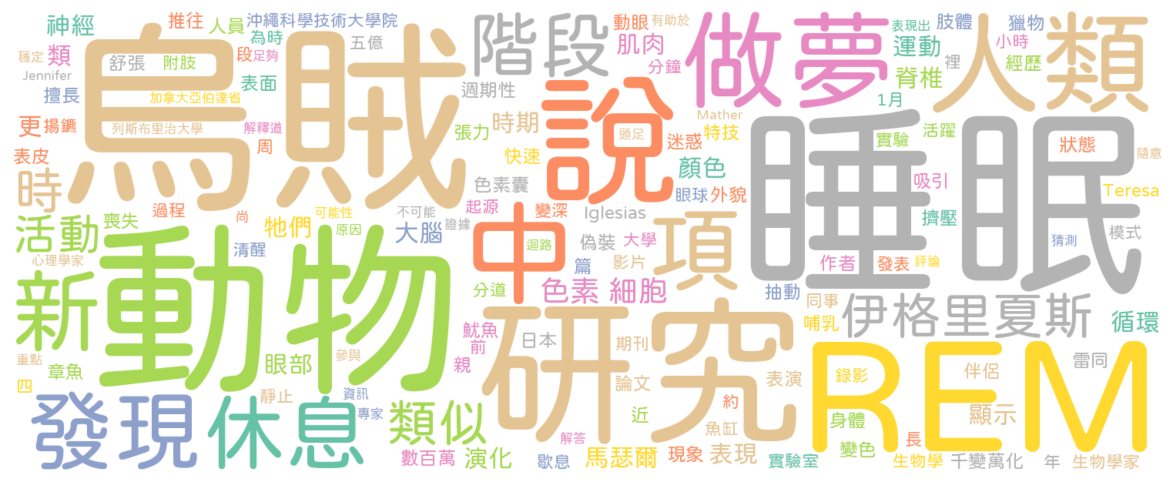 神經 推往 人員 沖繩科學技術大學院 階段 動眼 有助於 做夢 表現出 肢體 獵物
穩定 類 烏賊 為時 五億 肌肉 運動 小時 人類
Jennifer 舒張 附肢 段 足夠 分鐘 脊椎 裡 經歷
擅長 加拿大亞伯達省 表面 週期性 說 Mather 1月
更 揚鑣 列斯布里治大學 解釋道 張力 時期 頭足 迷惑 特技 睡眠 實驗 活躍 狀態
表皮 周 快速 顏色 隨意
時 色素囊 眼球 外貌 吸引 Teresa
過程 尚 可能性 不可能 起源 變深 Iglesias 項 擠壓
活動 喪失 牠們 原因 大腦 證據 中 迴路 偽裝 大學 猜測 模式
心理學家 清醒 動物 篇 影片 作者 發表 評論
新 分道 色素 細胞 抽動 同事 伊格里夏斯 循環
魷魚 研究 哺乳
重點 章魚 眼部 參與 前 日本 期刊 REM 雷同
四 親 論文 表演 錄影 伴侶
靜止 資訊 近 約 身體 顯示
發現 休息 專家 類似 魚缸 長
解答 變色
數百萬 演化 歇息 馬瑟爾 現象 表現 實驗室 生物學 千變萬化 年 生物學家